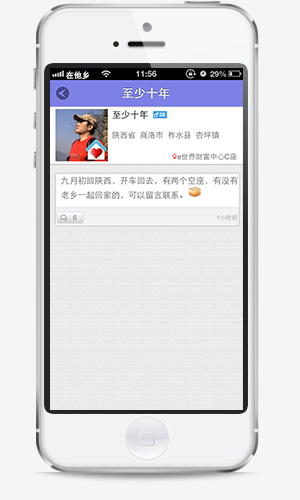 在他乡 11:56 29%
至少十年
至少十年 ♂28
陕西省 商洛市 柞水县 杏坪镇
e世界财富中心C座
九月初回陕西，开车回去，有两个空座，有没有
老乡一起回家的，可以留言联系。
6 1小时前